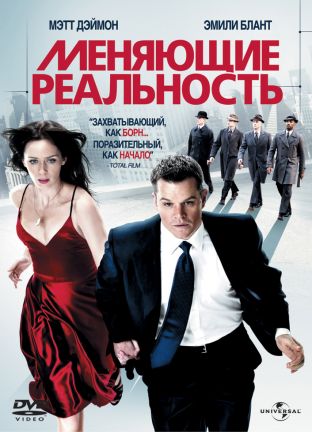 МЭТТ ДЭЙМОН ЭМИЛИ БЛАНТ
МЕНЯЮЩИЕ
РЕАЛЬНОСТЬ
"ЗАХВАТЫВАЮЩИЙ,
КАК БОРН...
ПОРАЗИТЕЛЬНЫЙ,
КАК НАЧАЛО"
- TOTAL FILM
DVD
VIDEO
UNIVERSAL